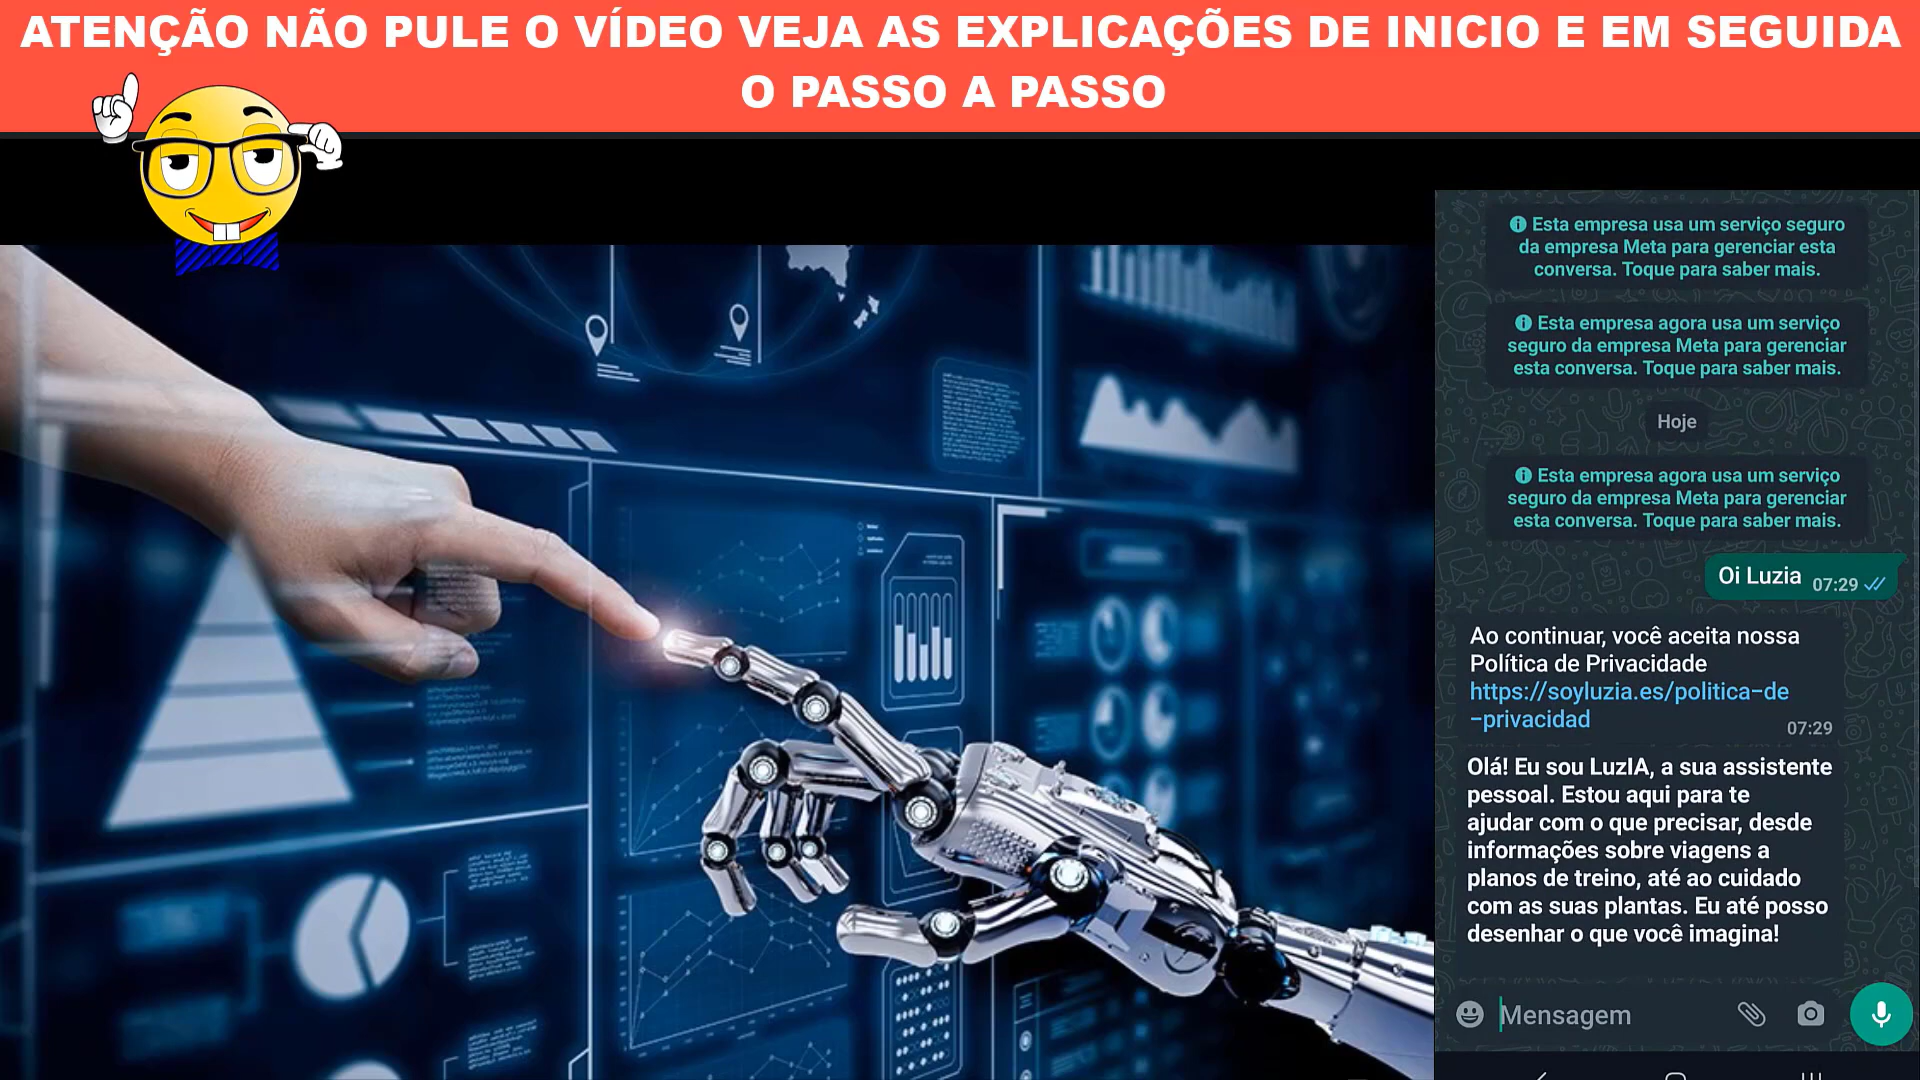 ATENÇÃO NÃO PULE O VÍDEO VEJA AS EXPLICAÇÕES DE INICIO E EM SEGUIDA
O PASSO A PASSO
Esta empresa usa um serviço seguro
da empresa Meta para gerenciar esta
conversa. Toque para saber mais.
Esta empresa agora usa um serviço
seguro da empresa Meta para gerenciar
esta conversa. Toque para saber mais.
Hoje
Esta empresa agora usa um serviço
seguro da empresa Meta para gerenciar
esta conversa. Toque para saber mais.
Oi Luzia 07:29
Ao continuar, você aceita nossa
Política de Privacidade
https://soyluzia.es/politica-de
-privacidad
07:29
Olá! Eu sou LuzIA, a sua assistente
pessoal. Estou aqui para te
ajudar com o que precisar, desde
informações sobre viagens a
planos de treino, até ao cuidado
com as suas plantas. Eu até posso
desenhar o que você imagina!
Mensagem